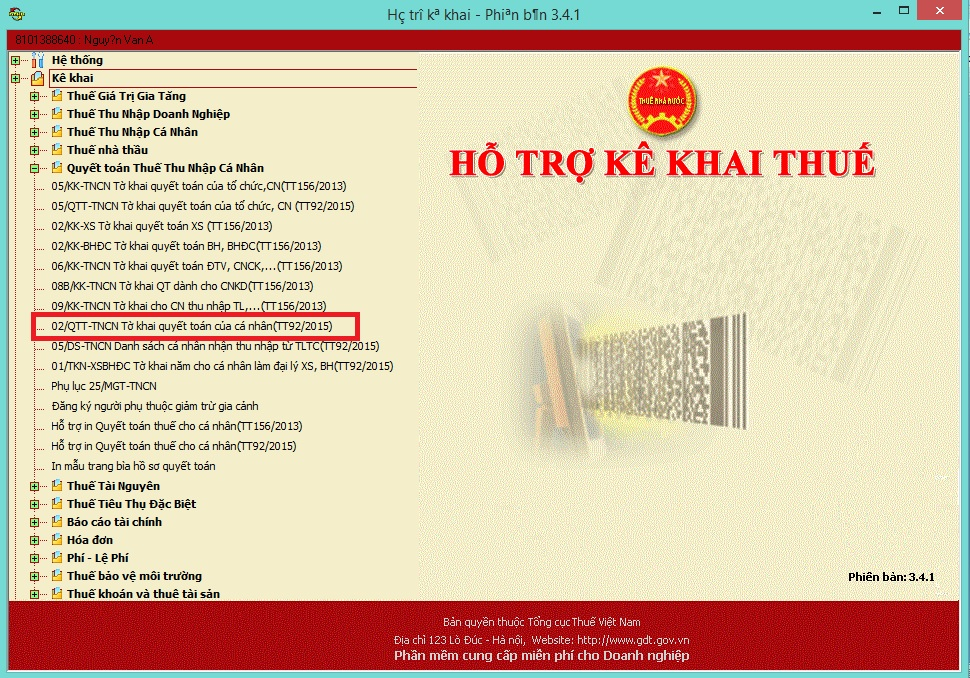 Hç trî kª khai - Phiªn b¶n 3.4.1
8101388640 : Nguy?n Van A
Hệ thống
Kê khai
Thuế Giá Trị Gia Tăng
Thuế Thu Nhập Doanh Nghiệp
Thuế Thu Nhập Cá Nhân
Thuế nhà thầu
Quyết toán Thuế Thu Nhập Cá Nhân
05/KK-TNCN Tờ khai quyết toán của tổ chức,CN(TT156/2013)
05/QTT-TNCN Tờ khai quyết toán của tổ chức, CN (TT92/2015)
02/KK-XS Tờ khai quyết toán XS (TT156/2013)
02/KK-BHĐC Tờ khai quyết toán BH, BHĐC(TT156/2013)
06/KK-TNCN Tờ khai quyết toán ĐTV, CNCK,...(TT156/2013)
08B/KK-TNCN Tờ khai QT dành cho CNKD(TT156/2013)
09/KK-TNCN Tờ khai cho CN thu nhập TL,...(TT156/2013)
02/QTT-TNCN Tờ khai quyết toán của cá nhân(TT92/2015)
05/DS-TNCN Danh sách cá nhân nhận thu nhập từ TLTC(TT92/2015)
01/TKN-XSBHĐC Tờ khai năm cho cá nhân làm đại lý XS, BH(TT92/2015)
Phụ lục 25/MGT-TNCN
Đăng ký người phụ thuộc giảm trừ gia cảnh
Hỗ trợ in Quyết toán thuế cho cá nhân(TT156/2013)
Hỗ trợ in Quyết toán thuế cho cá nhân(TT92/2015)
In mẫu trang bìa hồ sơ quyết toán
Thuế Tài Nguyên
Thuế Tiêu Thụ Đặc Biệt
Báo cáo tài chính
Hóa đơn
Phí - Lệ Phí
Thuế bảo vệ môi trường
Thuế khoán và thuê tài sản
THUẾ NHÀ NƯỚC
HỖ TRỢ KÊ KHAI THUẾ
Phiên bản: 3.4.1
Bản quyền thuộc Tổng cục Thuế Việt Nam
Địa chỉ 123 Lò Đúc - Hà nội, Website: http://www.gdt.gov.vn
Phần mềm cung cấp miễn phí cho Doanh nghiệp